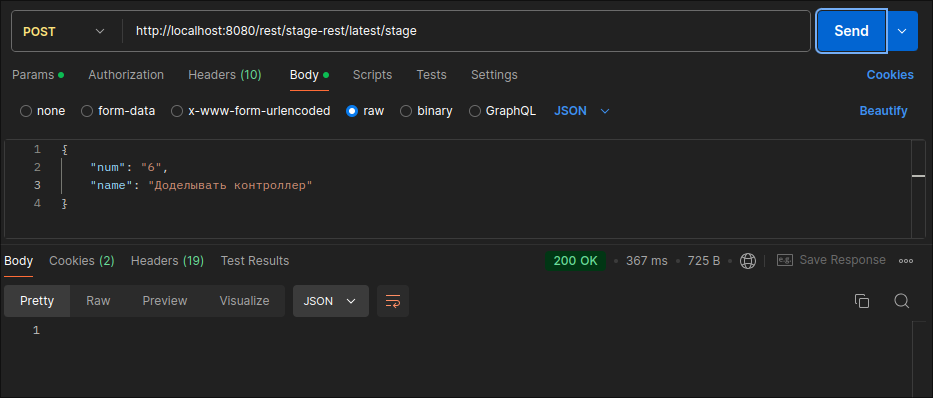 POST http://localhost:8080/rest/stage-rest/latest/stage Send
Params Authorization Headers (10) Body Scripts Tests Settings Cookies
none form-data x-www-form-urlencoded raw binary GraphQL JSON Beautify
1 {
2 "num": "6",
3 "name": "Доделывать контроллер"
4 }
Body Cookies (2) Headers (19) Test Results 200 OK • 367 ms • 725 B • e.g. Save Response
Pretty Raw Preview Visualize JSON
1